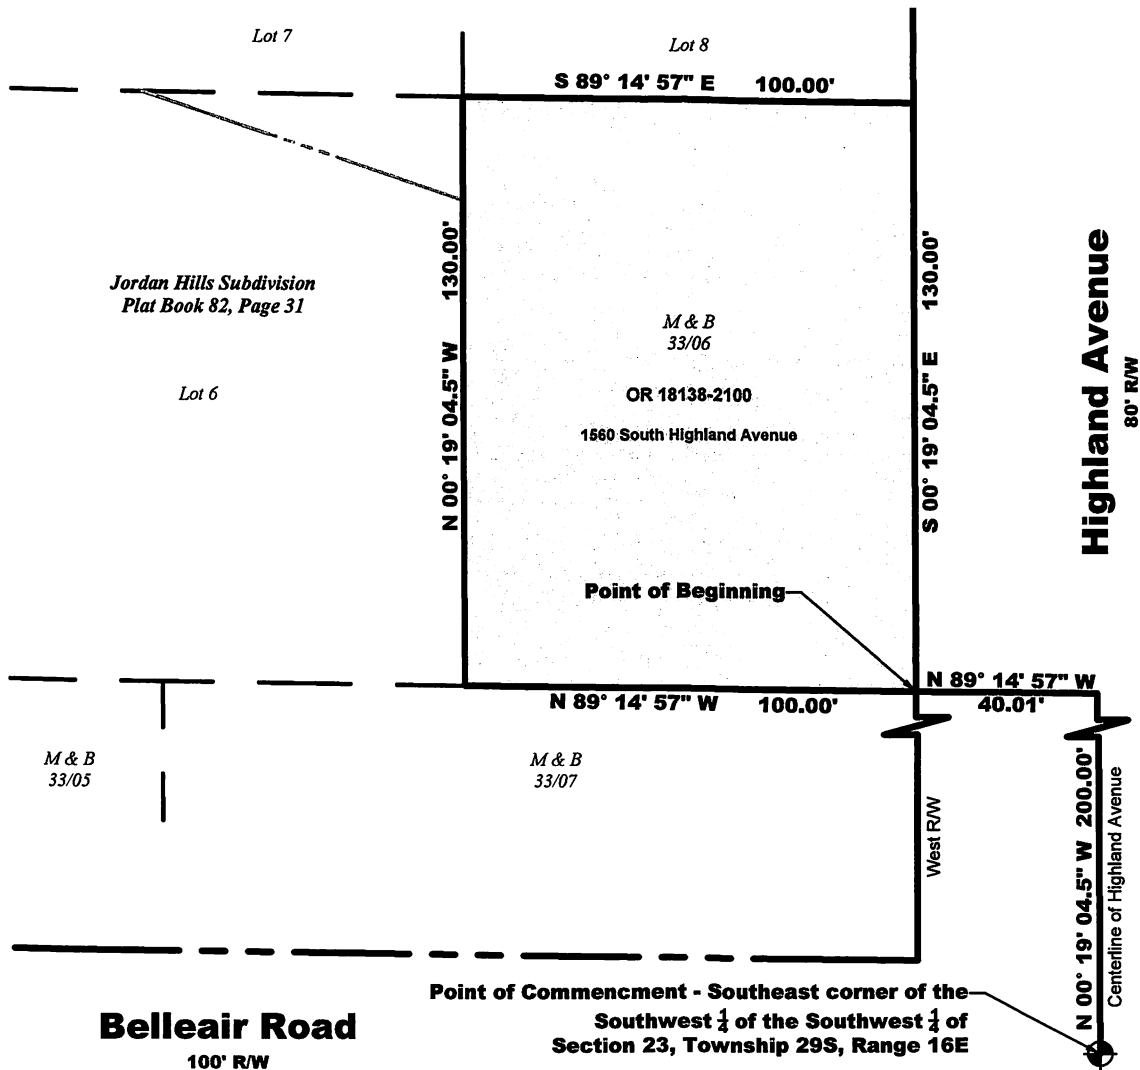 Lot 7
Lot 8
S 89° 14' 57" E 100.00'
N 00° 19' 04.5" W 130.00'
S 00° 19' 04.5" E 130.00'
Jordan Hills Subdivision
Plat Book 82, Page 31
Lot 6
M & B
33/06
OR 18138-2100
1560 South Highland Avenue
Highland Avenue
80' R/W
Point of Beginning
N 89° 14' 57" W 100.00'
N 89° 14' 57" W
40.01'
M & B
33/05
M & B
33/07
West R/W
N 00° 19' 04.5" W 200.00'
Centerline of Highland Avenue
Point of Commencment - Southeast corner of the
Southwest 1/4 of the Southwest 1/4 of
Section 23, Township 29S, Range 16E
Belleair Road
100' R/W